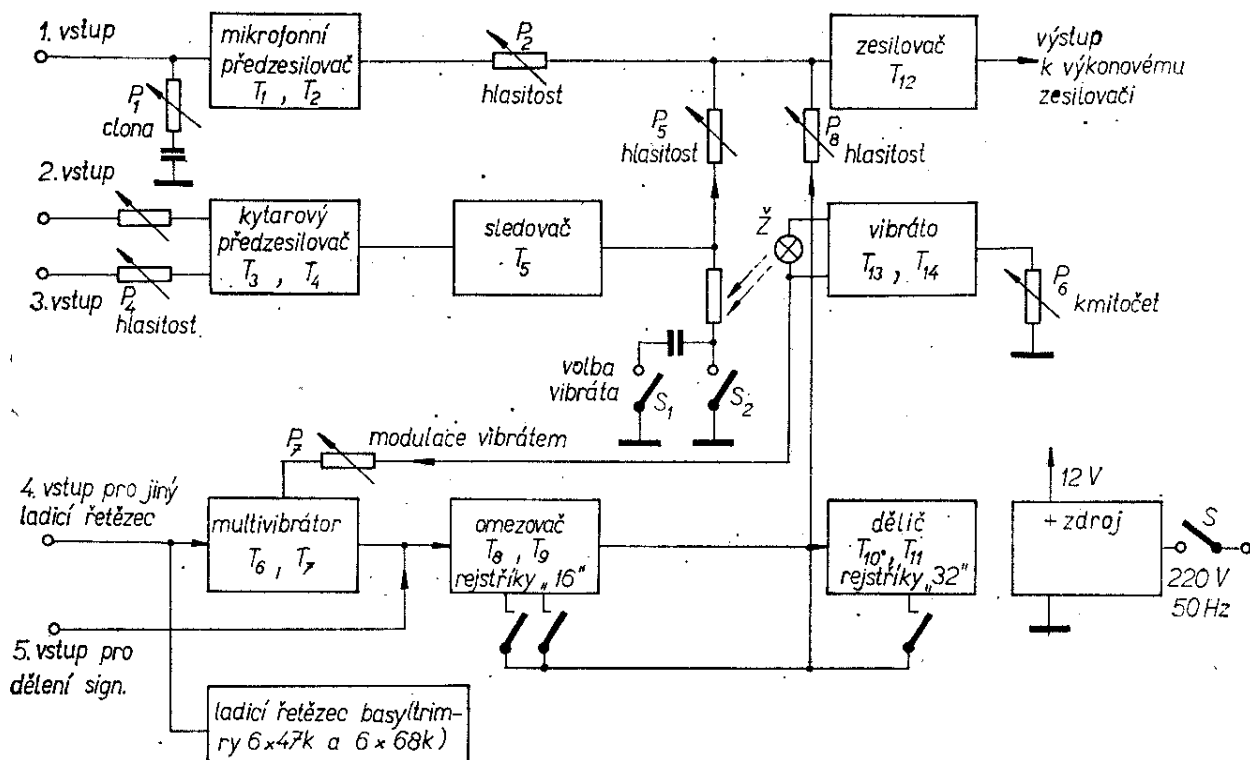 1. vstup
mikrofonní
předzesilovač
T1 , T2
P2
hlasitost
zesilovač
T12
výstup
k výkonovému
zesilovači
P1
clona
P5
hlasitost
P8
hlasitost
2. vstup
kytarový
předzesilovač
T3 , T4
sledovač
T5
Ž
vibráto
T13 , T14
P6
kmitočet
3. vstup
P4
hlasitost
volba
vibráta
S1
S2
P7
modulace vibrátem
4. vstup pro jiný
ladicí řetězec
multivibrátor
T6 , T7
omezovač
T8 , T9
rejstříky „16"
dělič
T10 , T11
rejstříky „32"
12 V
+ zdroj
S
220 V
50 Hz
5. vstup pro
dělení sign.
ladicí řetězec basy (trim-
ry 6×47k a 6×68k)